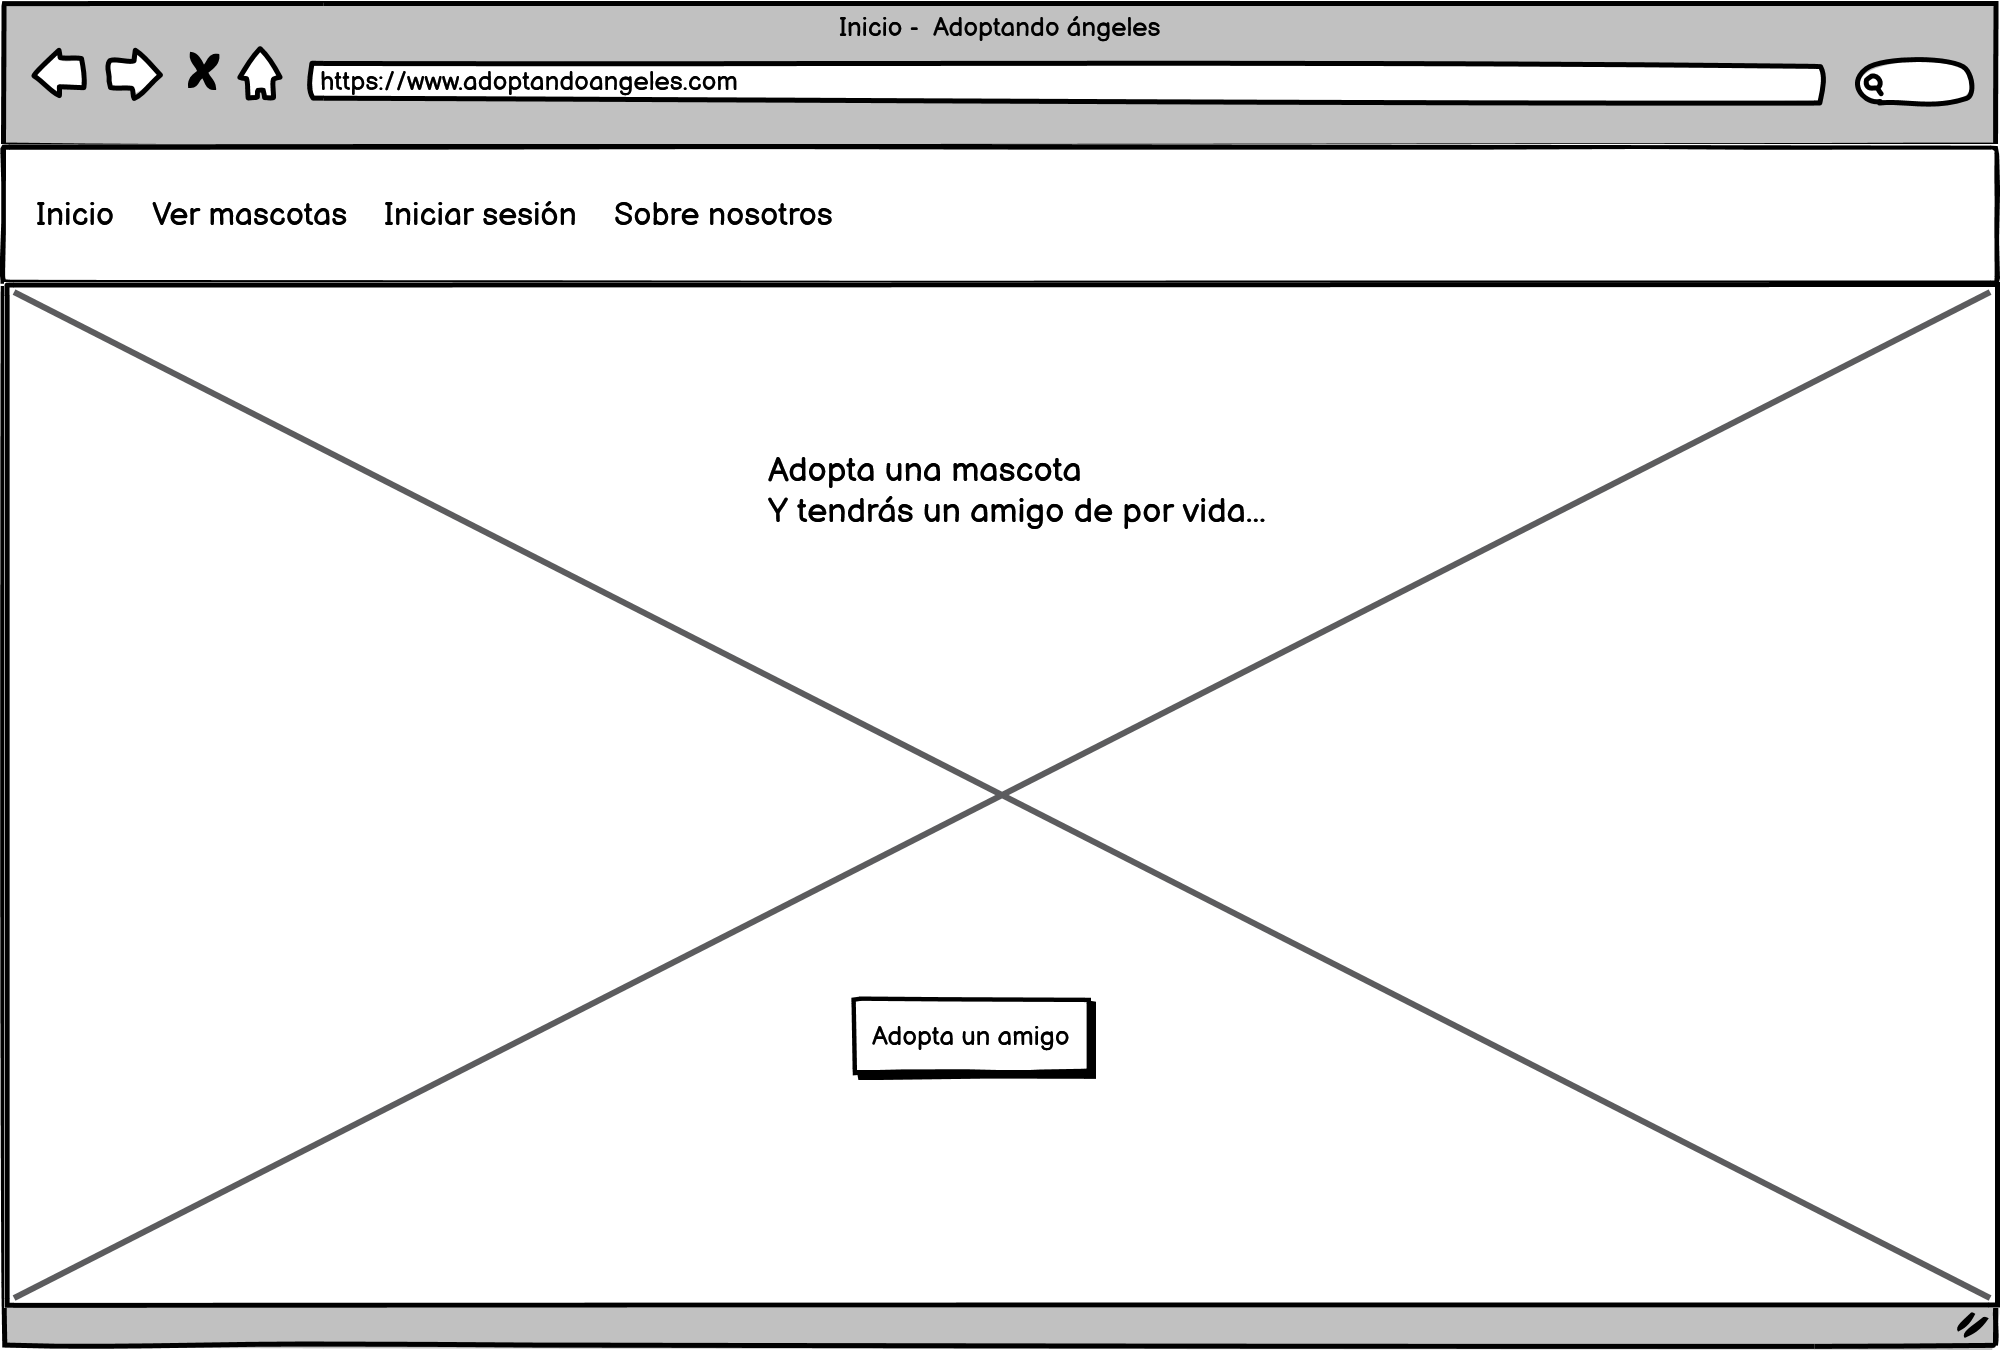 Inicio - Adoptando ángeles
https://www.adoptandoangeles.com
Inicio Ver mascotas Iniciar sesión Sobre nosotros
Adopta una mascota
Y tendrás un amigo de por vida...
Adopta un amigo